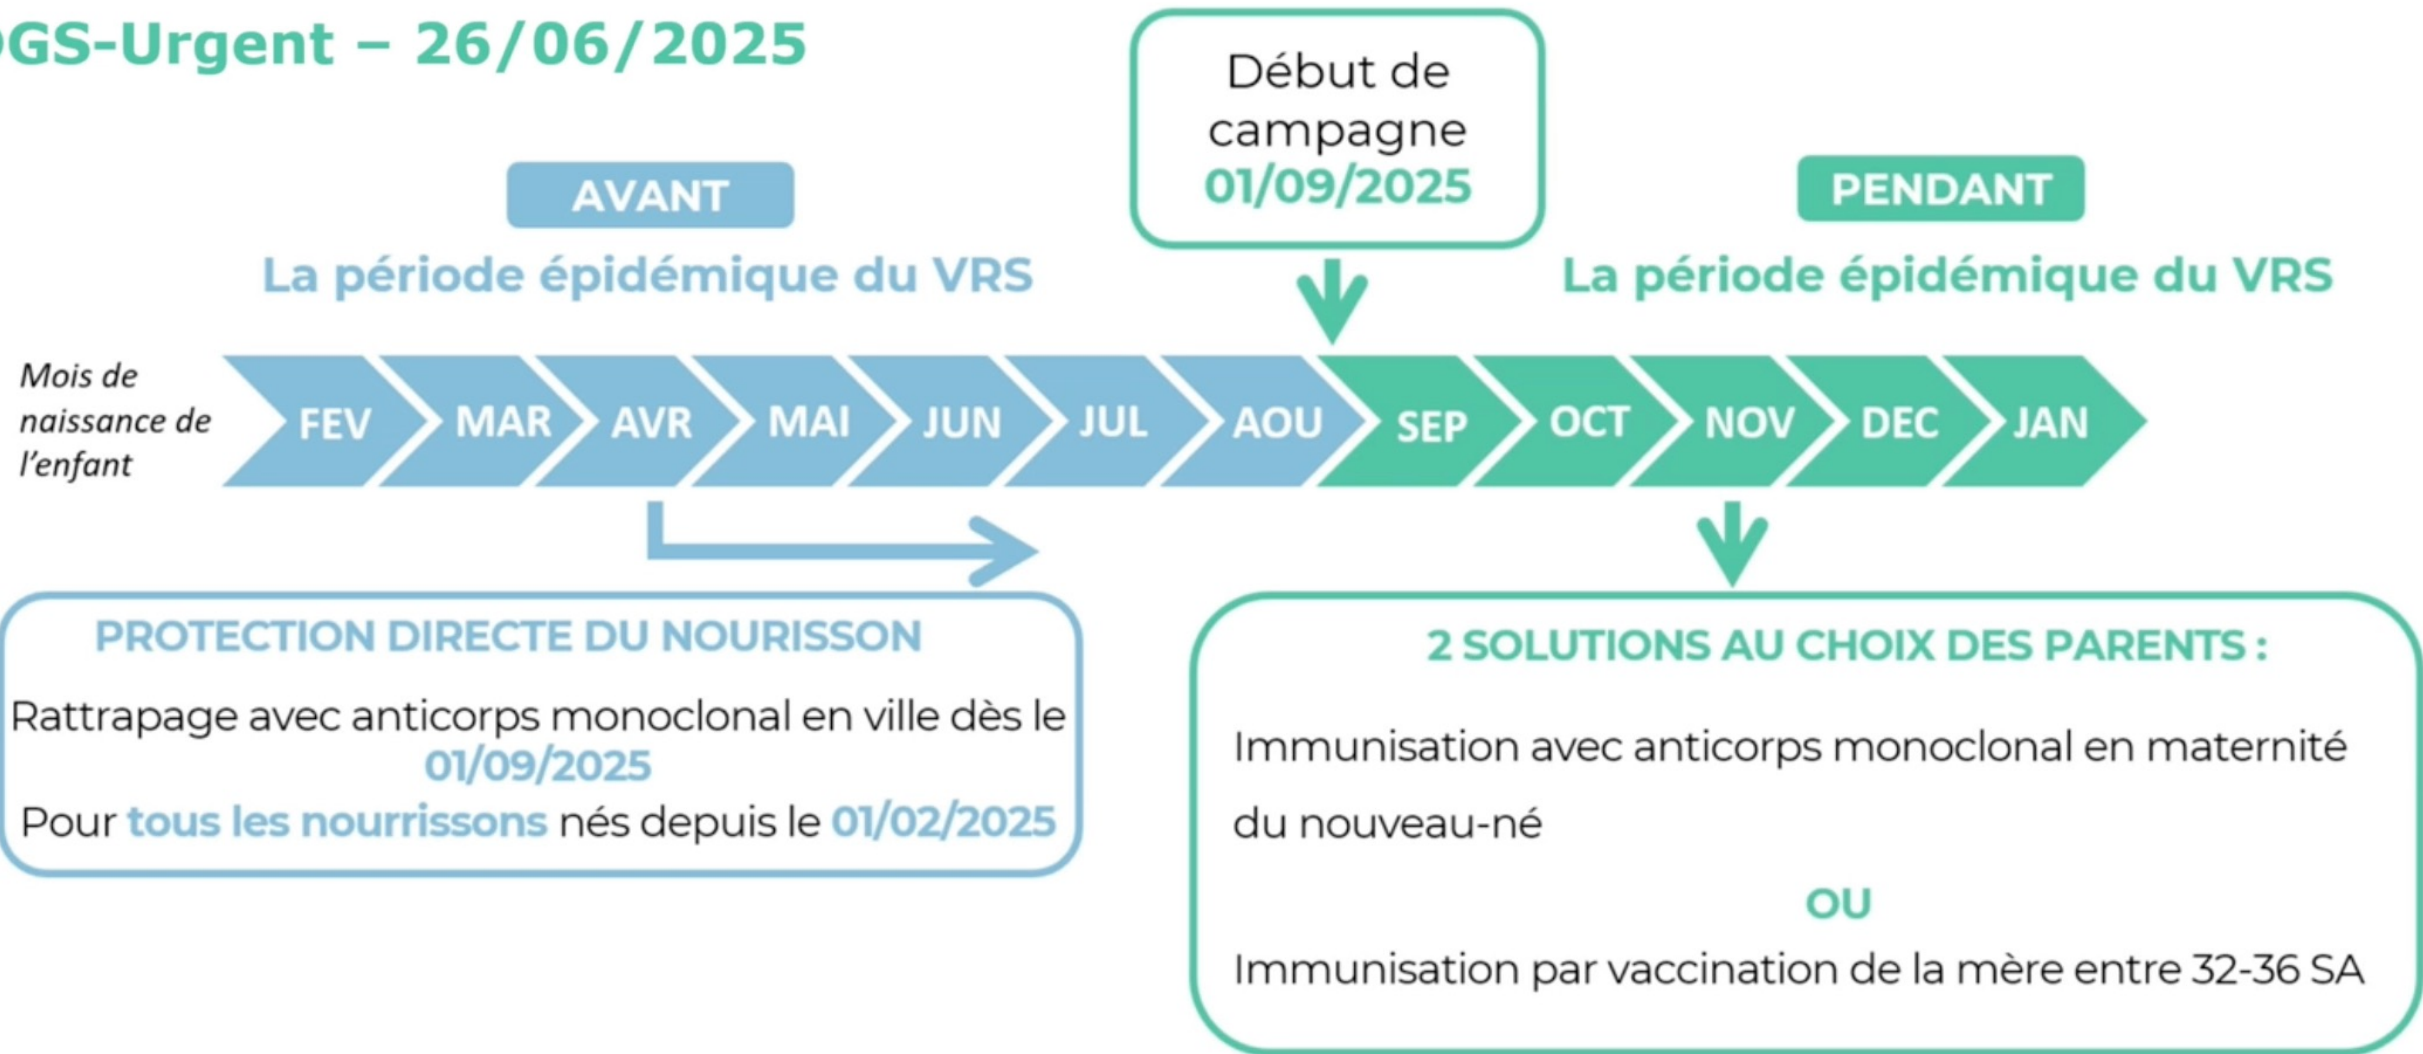 GS-Urgent – 26/06/2025
Début de
campagne
01/09/2025
AVANT
La période épidémique du VRS
PENDANT
La période épidémique du VRS
Mois de
naissance de
l'enfant
FEV MAR AVR MAI JUN JUL AOU SEP OCT NOV DEC JAN
PROTECTION DIRECTE DU NOURISSON
Rattrapage avec anticorps monoclonal en ville dès le
01/09/2025
Pour tous les nourrissons nés depuis le 01/02/2025
2 SOLUTIONS AU CHOIX DES PARENTS :
Immunisation avec anticorps monoclonal en maternité
du nouveau-né
OU
Immunisation par vaccination de la mère entre 32-36 SA